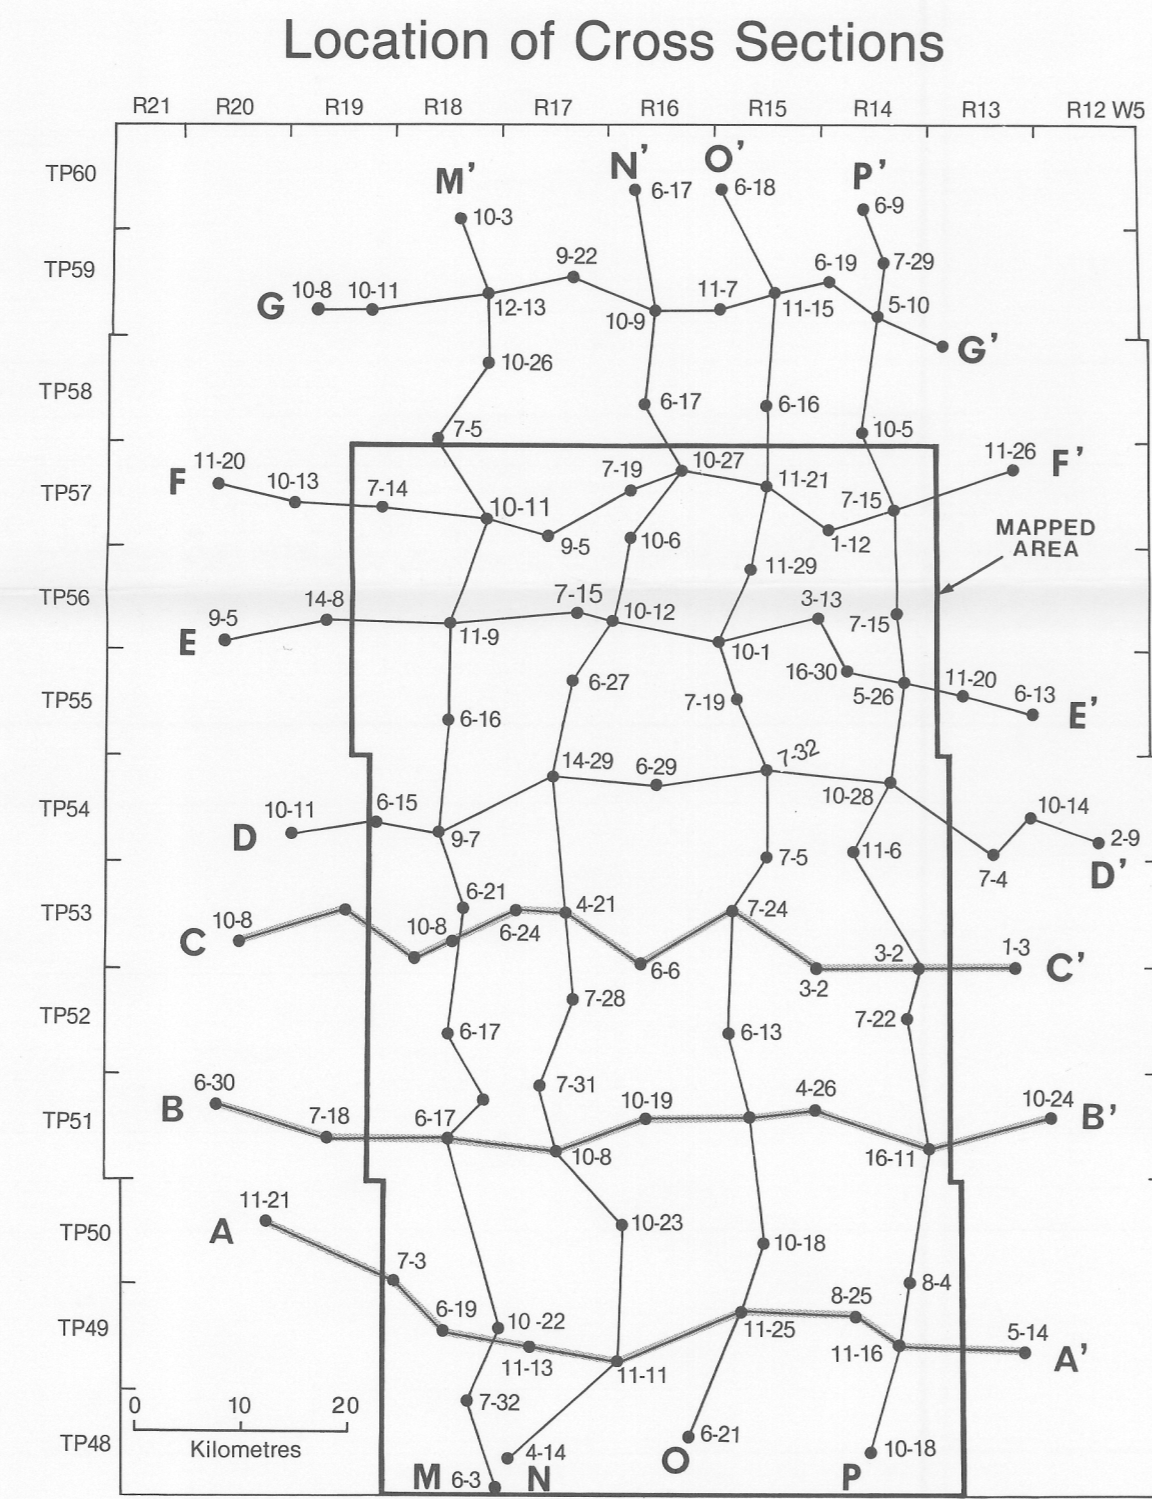 Location of Cross Sections
R21 R20 R19 R18 R17 R16 R15 R14 R13 R12 W5
TP60
M’ N’ O’ P’
10-3 6-17 6-18 6-9
TP59
G 10-8 10-11 12-13 9-22 10-9 11-7 11-15 6-19 7-29 5-10 G’
TP58
10-26 6-17 6-16
7-5 10-5
TP57
F 11-20 10-13 7-14 10-11 9-5 7-19 10-27 11-21 1-12 7-15 11-26 F’
10-6 11-29
MAPPED
AREA
TP56
E 9-5 14-8 11-9 7-15 10-12 10-1 3-13 7-15
16-30 5-26 11-20 6-13 E’
TP55
6-16 6-27 7-19
TP54
D 10-11 6-15 9-7 14-29 6-29 7-32 10-28 7-4 10-14 2-9 D’
7-5 11-6
TP53
C 10-8 10-8 6-21 6-24 4-21 6-6 7-24 3-2 3-2 1-3 C’
TP52
6-17 7-28 6-13 7-22
7-31
TP51
B 6-30 7-18 6-17 10-8 10-19 4-26 16-11 10-24 B’
TP50
A 11-21 7-3 10-23 10-18 8-4
TP49
6-19 10-22 11-13 11-11 11-25 8-25 11-16 5-14 A’
7-32
0 10 20
Kilometres
TP48
M 6-3 4-14 N O 6-21 P 10-18